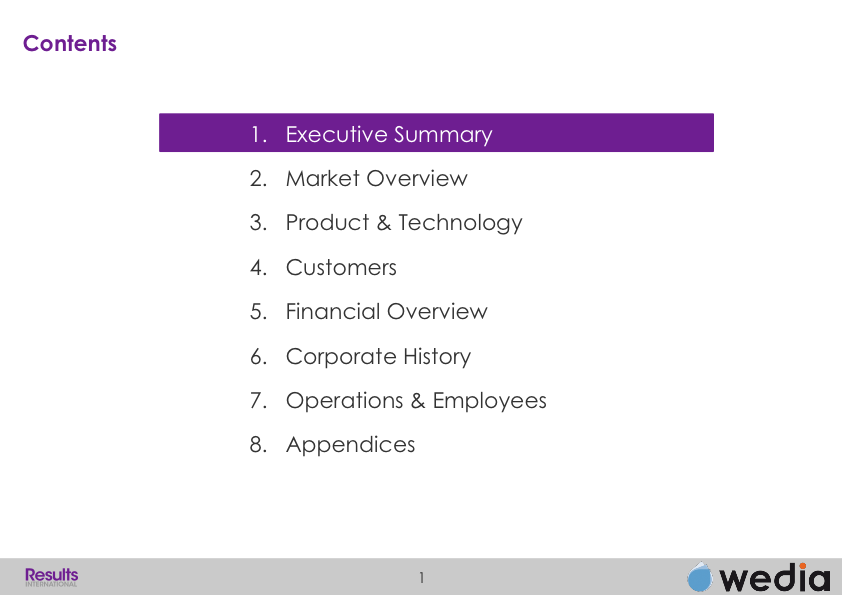 Contents
1. Executive Summary
2. Market Overview
3. Product & Technology
4. Customers
5. Financial Overview
6. Corporate History
7. Operations & Employees
8. Appendices
Results
INTERNATIONAL
1
wedia